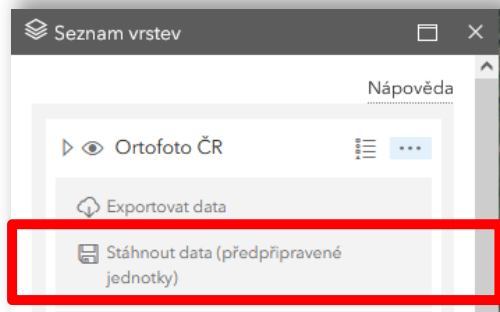 Seznam vrstev
Nápověda
Ortofoto ČR
Exportovat data
Stáhnout data (předpřipravené
jednotky)